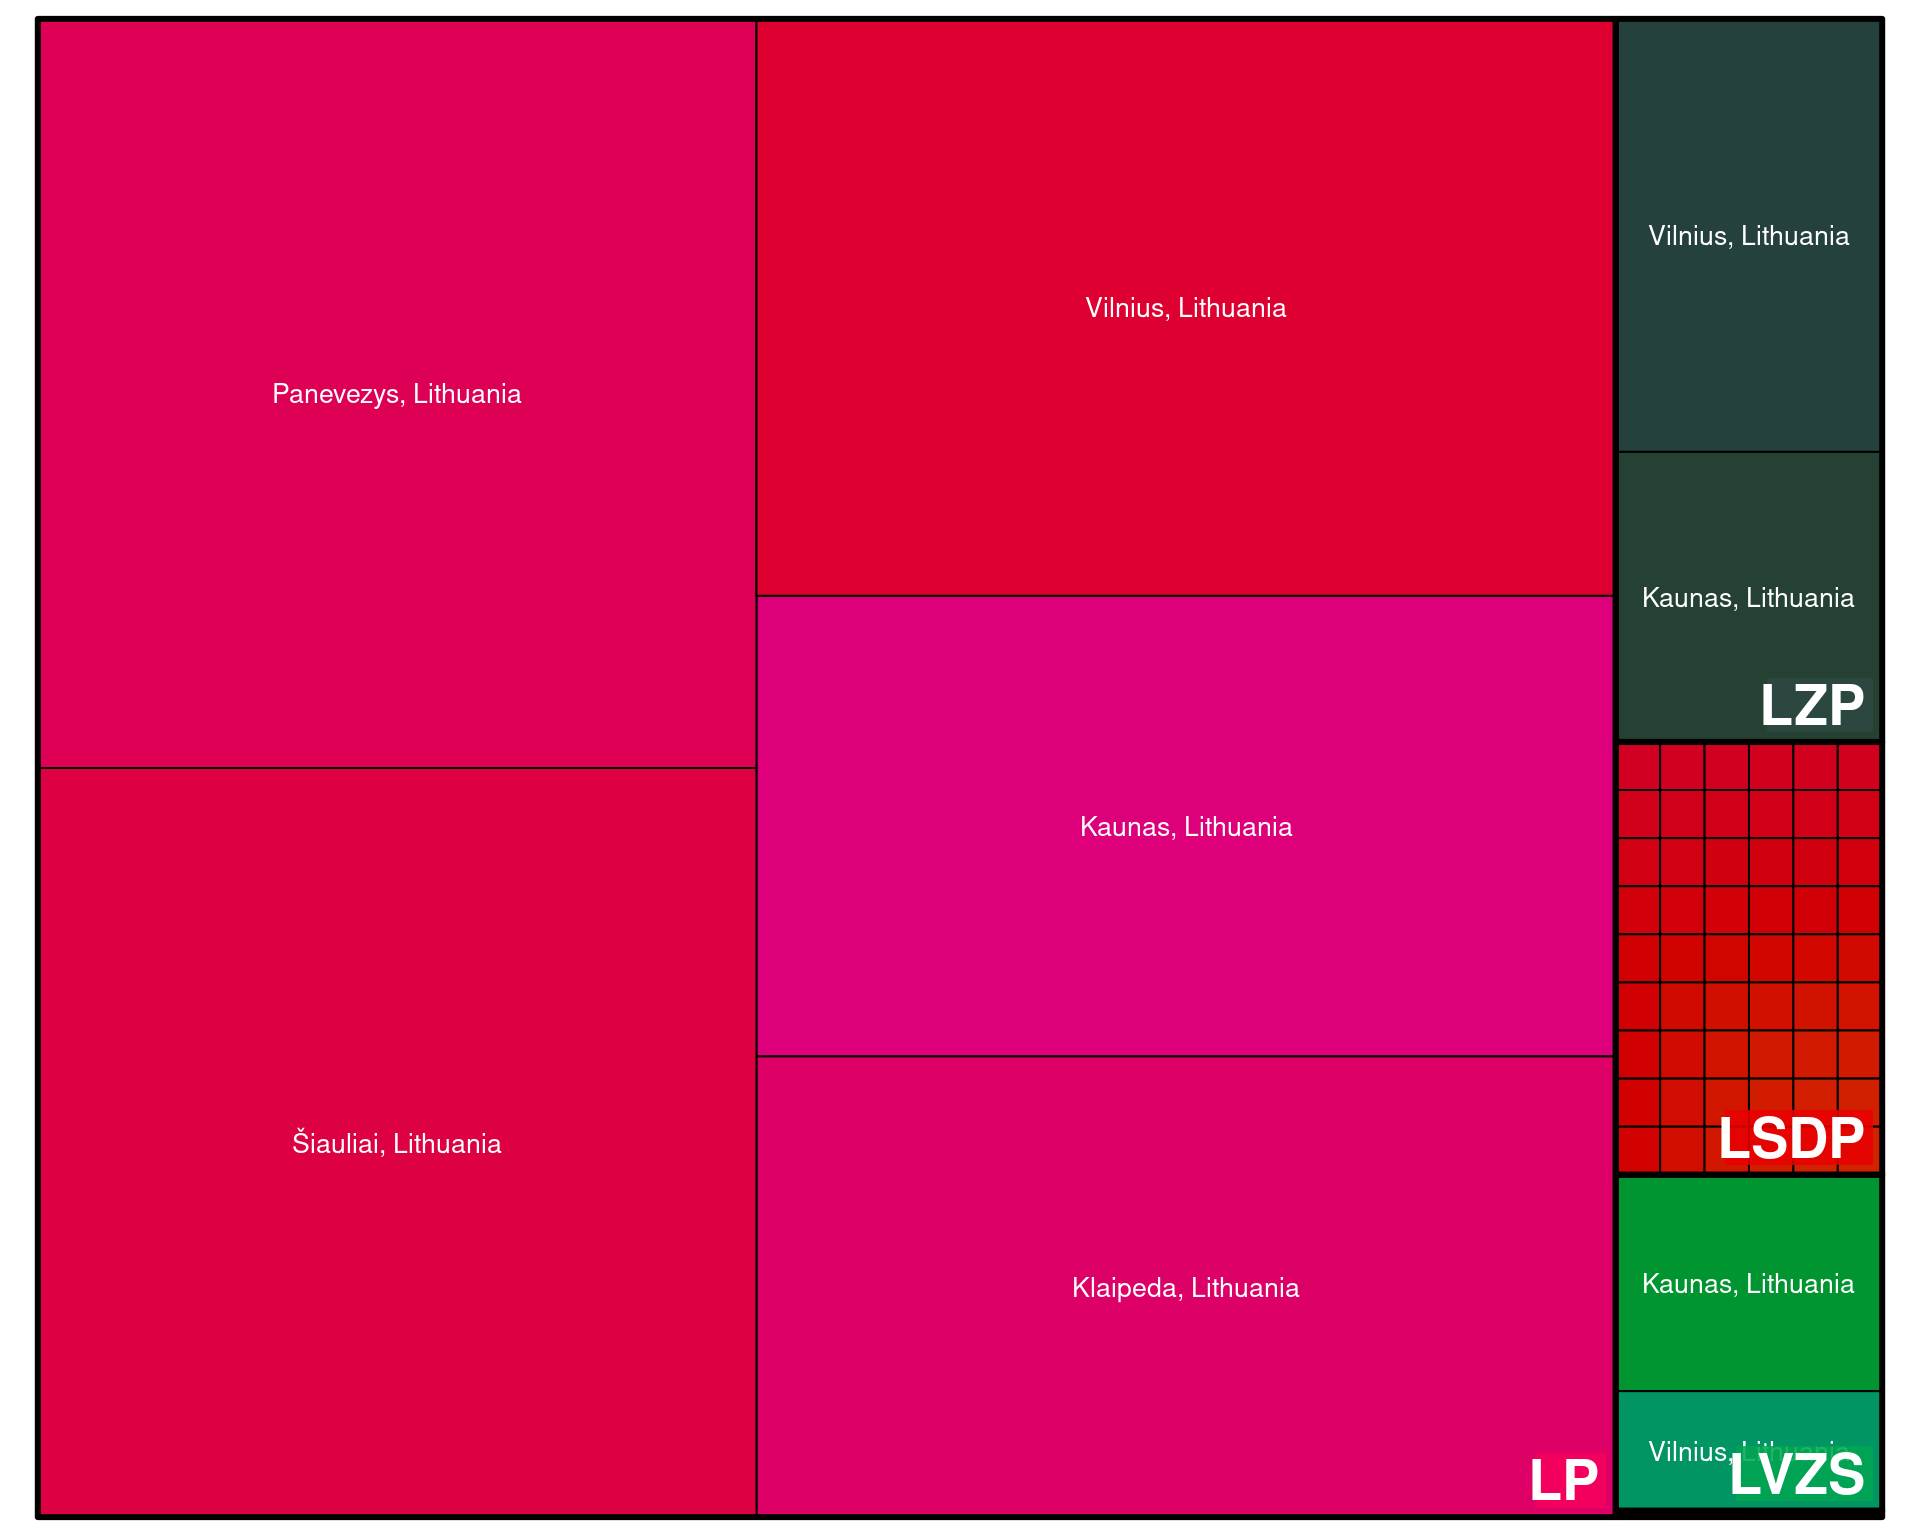 Panevezys, Lithuania
Šiauliai, Lithuania
Vilnius, Lithuania
Kaunas, Lithuania
Klaipeda, Lithuania
LP
Vilnius, Lithuania
Kaunas, Lithuania
LZP
LSDP
Kaunas, Lithuania
Vilnius, Lithuania
LVZS